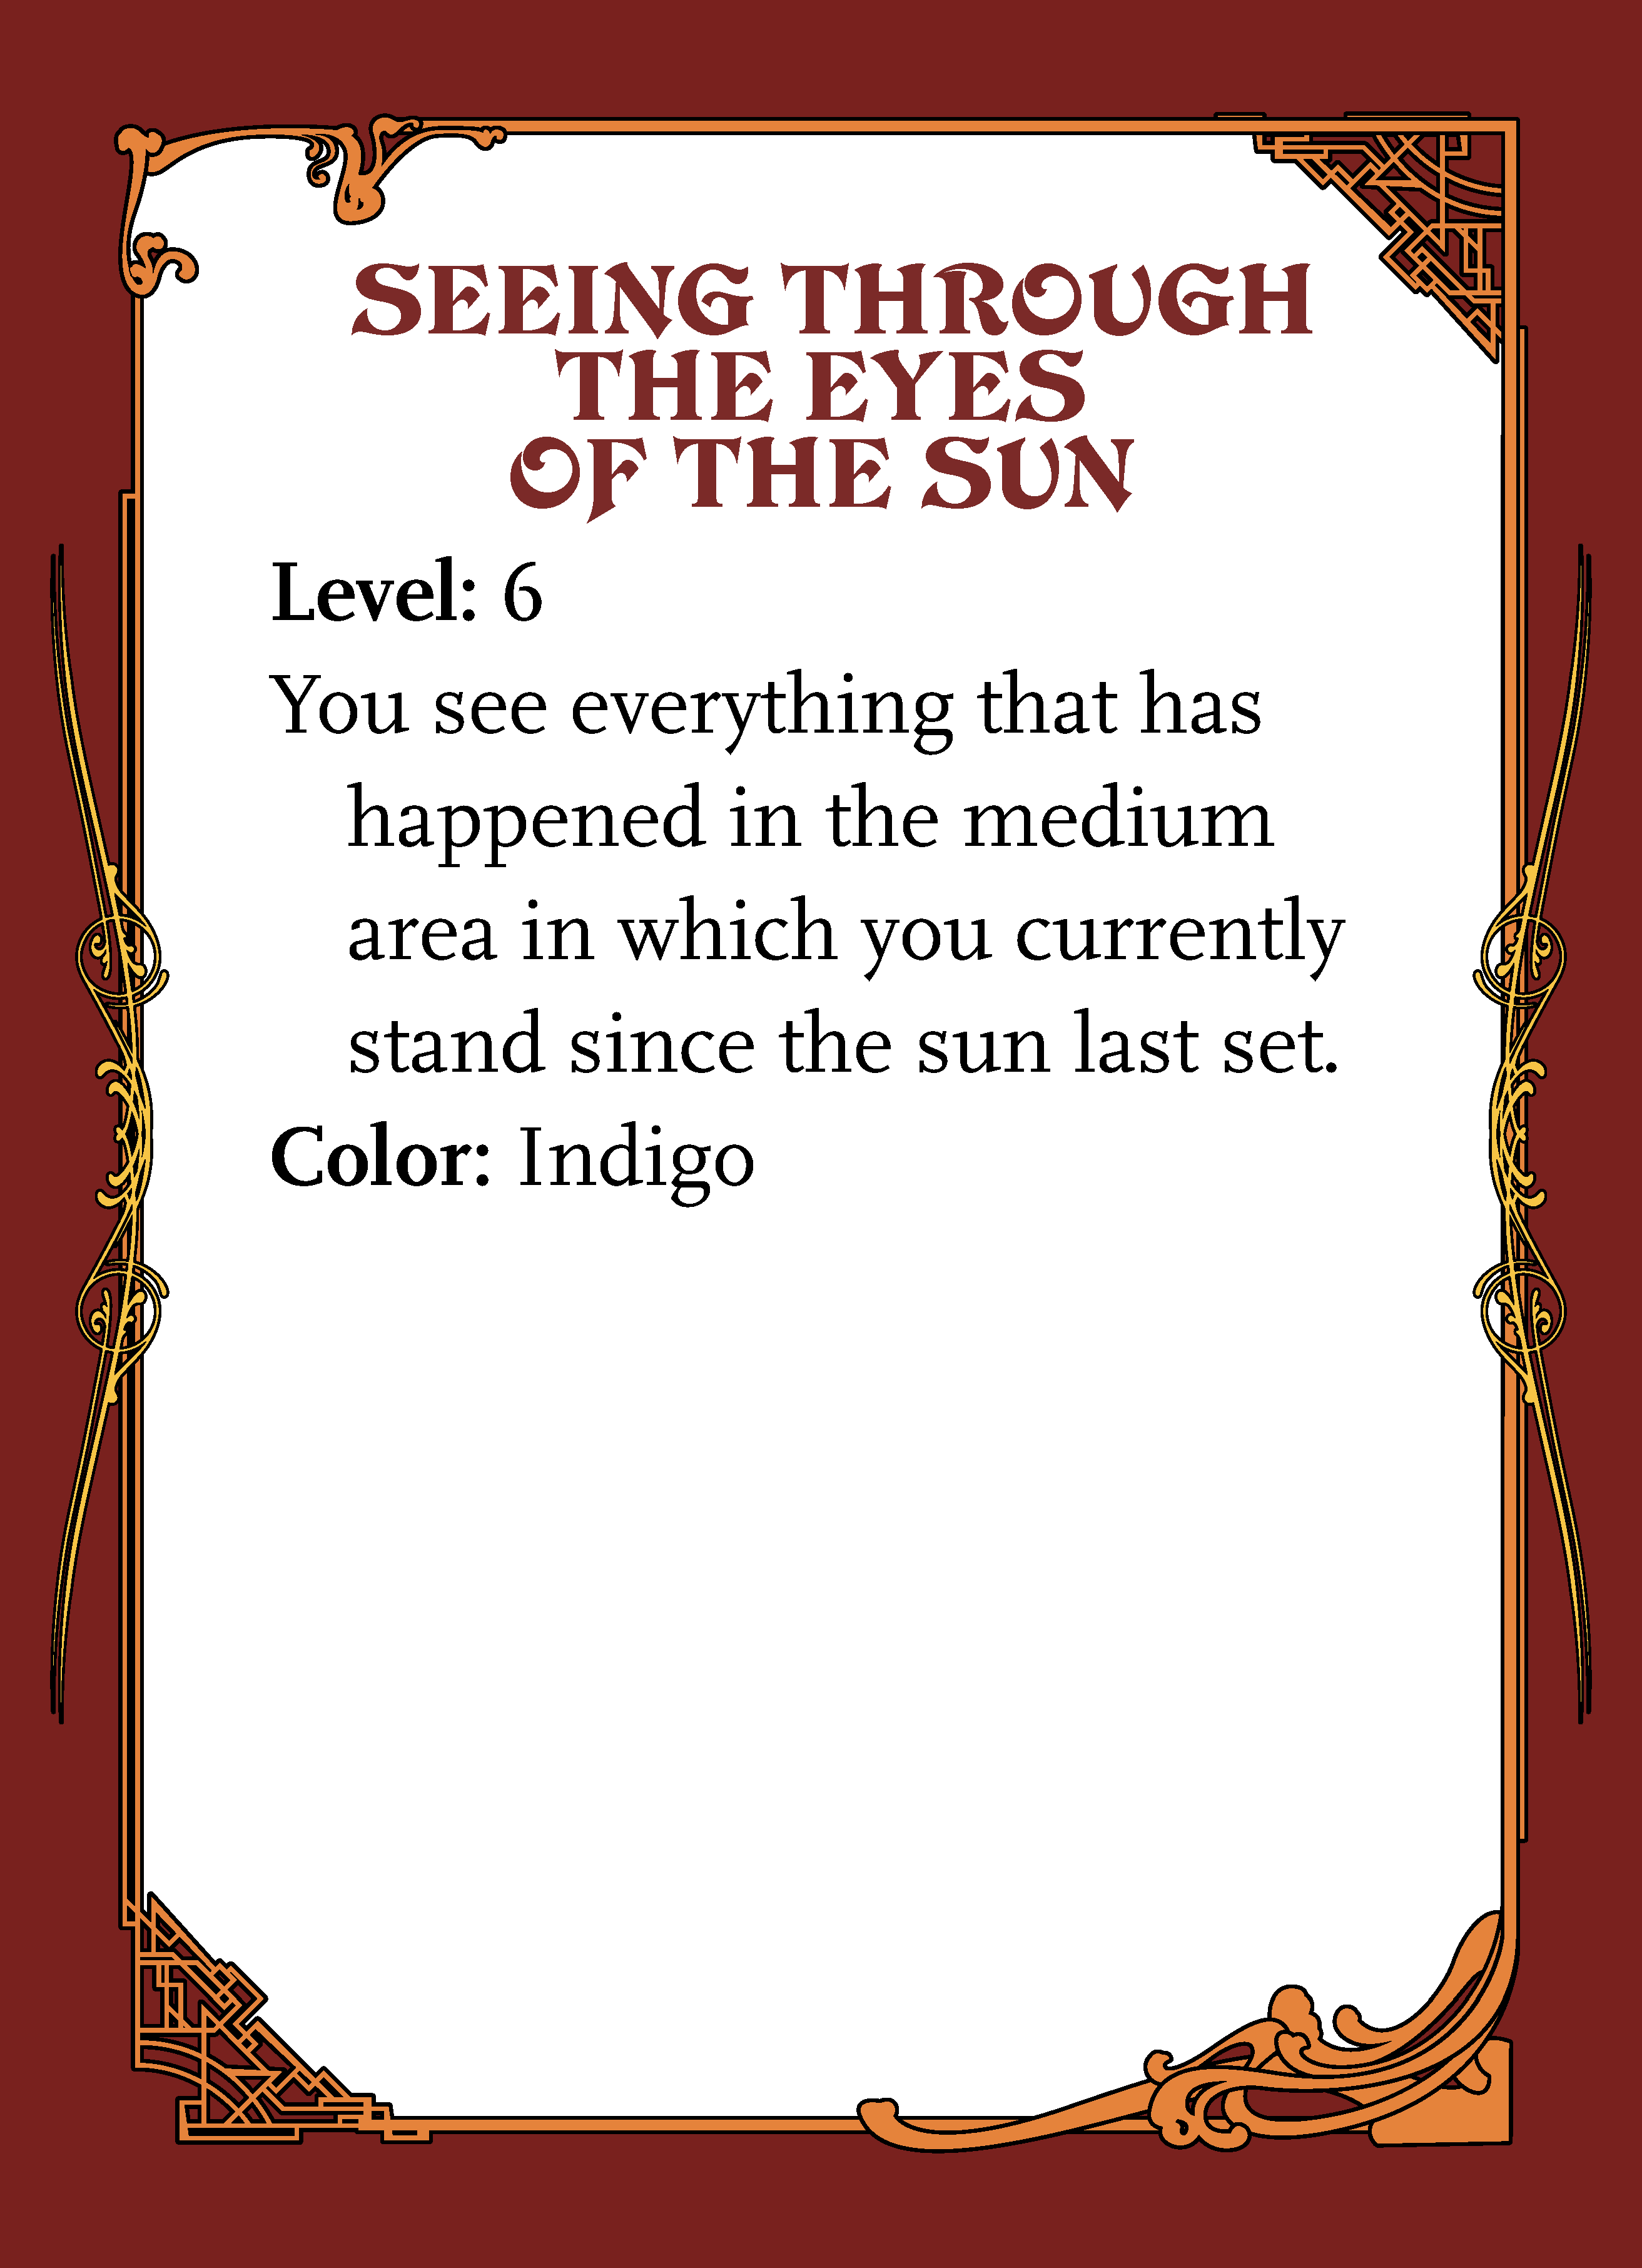 SEEING THROUGH
THE EYES
OF THE SUN
Level: 6
You see everything that has
happened in the medium
area in which you currently
stand since the sun last set.
Color: Indigo